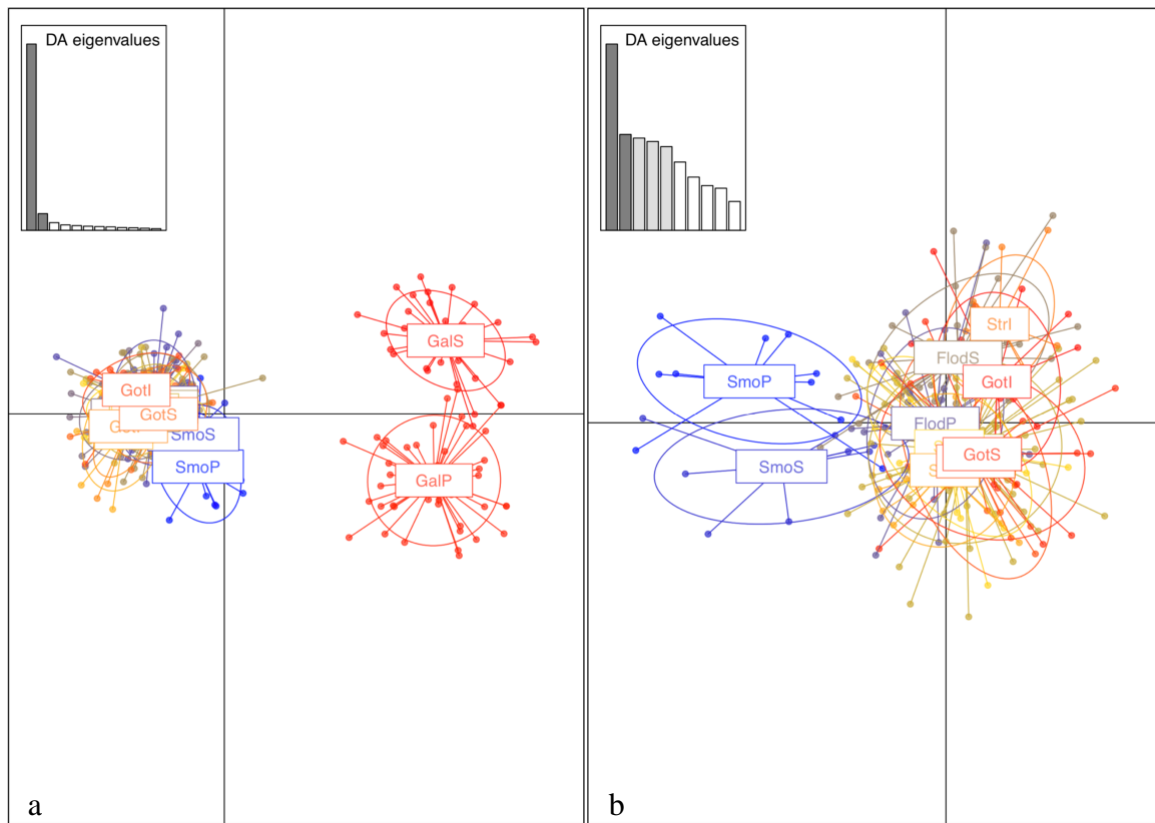 DA eigenvalues
GalS
GotI
GotS
SmoS
SmoP
GalP
a
DA eigenvalues
StrI
FlodS
SmoP
GotI
FlodP
GotS
SmoS
b